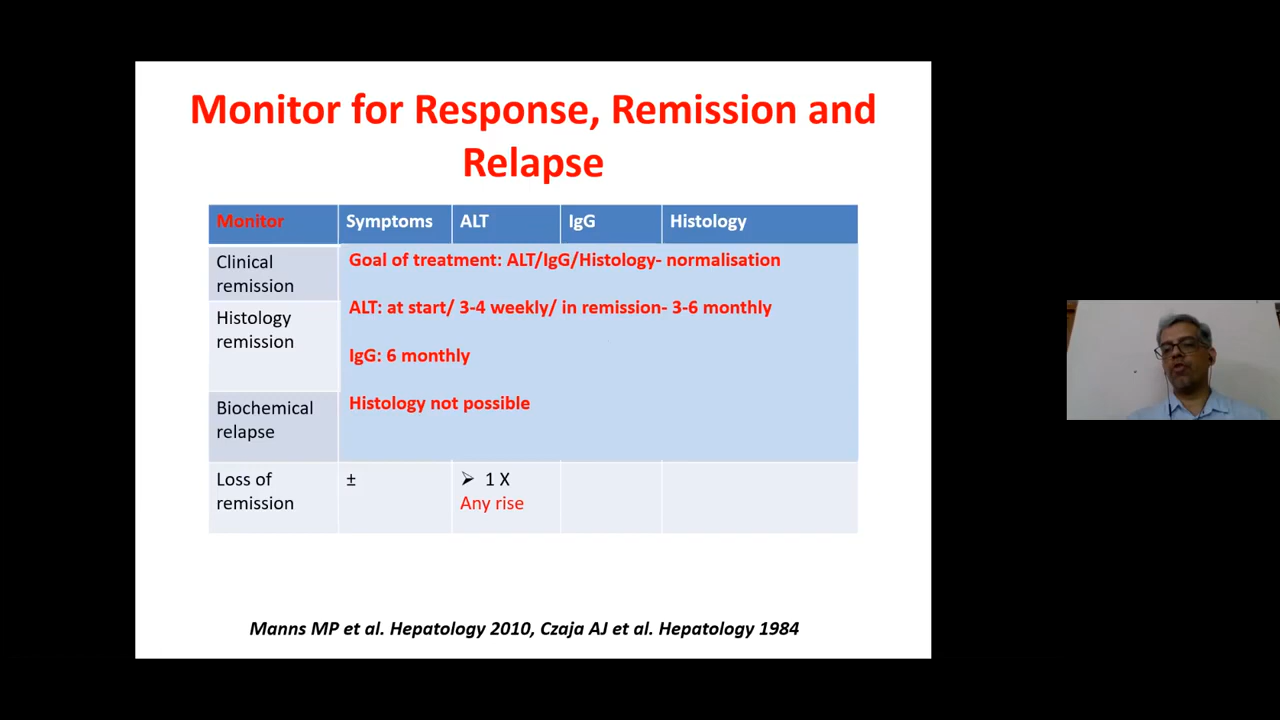 Monitor for Response, Remission and
Relapse
Monitor Symptoms ALT IgG Histology
Clinical
remission
Goal of treatment: ALT/IgG/Histology- normalisation
ALT: at start/ 3-4 weekly/ in remission- 3-6 monthly
Histology
remission
IgG: 6 monthly
Histology not possible
Biochemical
relapse
Loss of
remission
±
➢ 1 X
Any rise
Manns MP et al. Hepatology 2010, Czaja AJ et al. Hepatology 1984